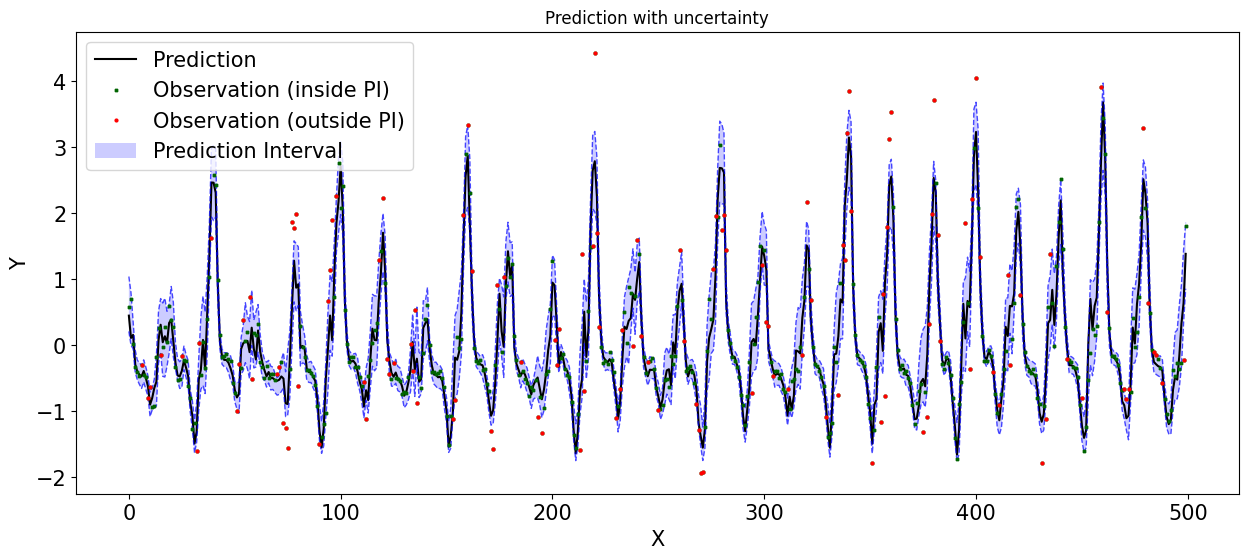 Prediction with uncertainty
Prediction
Observation (inside PI)
Observation (outside PI)
Prediction Interval
Y
4
3
2
1
0
−1
−2
0 100 200 300 400 500
X